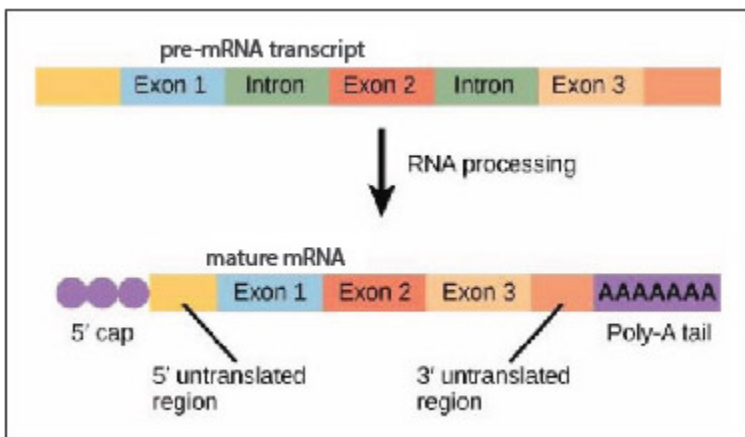 pre-mRNA transcript
Exon 1 Intron Exon 2 Intron Exon 3
RNA processing
mature mRNA
Exon 1 Exon 2 Exon 3 AAAAAAA
5′ cap
Poly-A tail
5′ untranslated
region
3′ untranslated
region